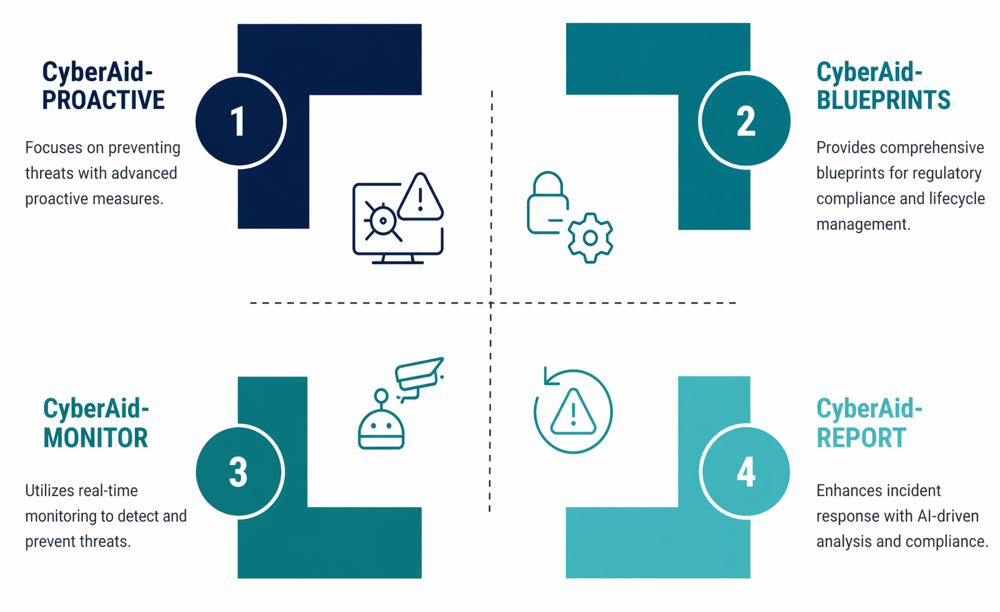 CyberAid-
PROACTIVE
1
Focuses on preventing
threats with advanced
proactive measures.
2
CyberAid-
BLUEPRINTS
Provides comprehensive
blueprints for regulatory
compliance and lifecycle
management.
CyberAid-
MONITOR
3
Utilizes real-time
monitoring to detect and
prevent threats.
4
CyberAid-
REPORT
Enhances incident
response with AI-driven
analysis and compliance.